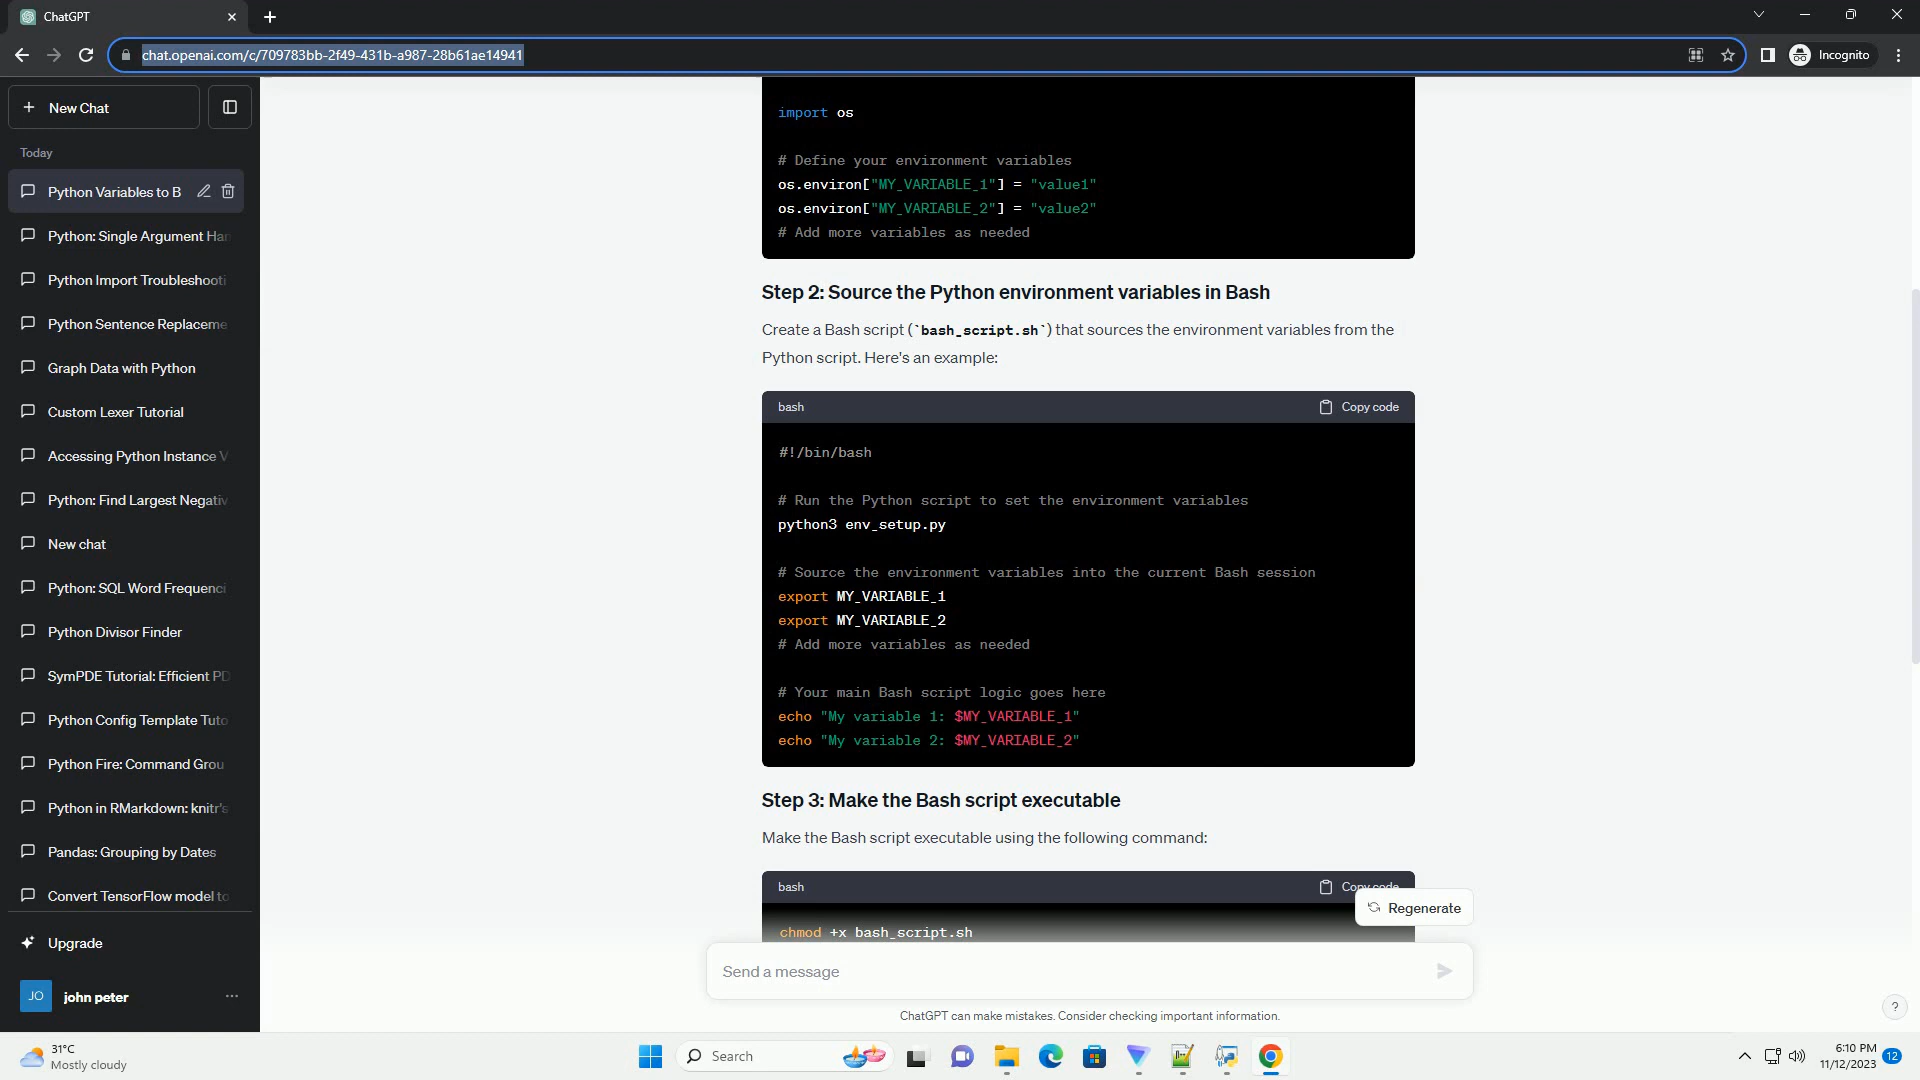 ChatGPT
chat.openai.com/c/709783bb-2f49-431b-a987-28b61ae14941
Incognito
New Chat
Today
Python Variables to B
Python: Single Argument Han
Python Import Troubleshooti
Python Sentence Replaceme
Graph Data with Python
Custom Lexer Tutorial
Accessing Python Instance V
Python: Find Largest Negativ
New chat
Python: SQL Word Frequenci
Python Divisor Finder
SymPDE Tutorial: Efficient PD
Python Config Template Tuto
Python Fire: Command Grou
Python in RMarkdown: knitr's
Pandas: Grouping by Dates
Convert TensorFlow model to
Upgrade
JO
john peter
import os
# Define your environment variables
os.environ["MY_VARIABLE_1"] = "value1"
os.environ["MY_VARIABLE_2"] = "value2"
# Add more variables as needed
Step 2: Source the Python environment variables in Bash
Create a Bash script (`bash_script.sh`) that sources the environment variables from the
Python script. Here's an example:
bash
Copy code
#!/bin/bash
# Run the Python script to set the environment variables
python3 env_setup.py
# Source the environment variables into the current Bash session
export MY_VARIABLE_1
export MY_VARIABLE_2
# Add more variables as needed
# Your main Bash script logic goes here
echo "My variable 1: $MY_VARIABLE_1"
echo "My variable 2: $MY_VARIABLE_2"
Step 3: Make the Bash script executable
Make the Bash script executable using the following command:
bash
Copy code
chmod +x bash_script.sh
Regenerate
Send a message
ChatGPT can make mistakes. Consider checking important information.
?
31°C
Mostly cloudy
Search
6:10 PM
11/12/2023
12